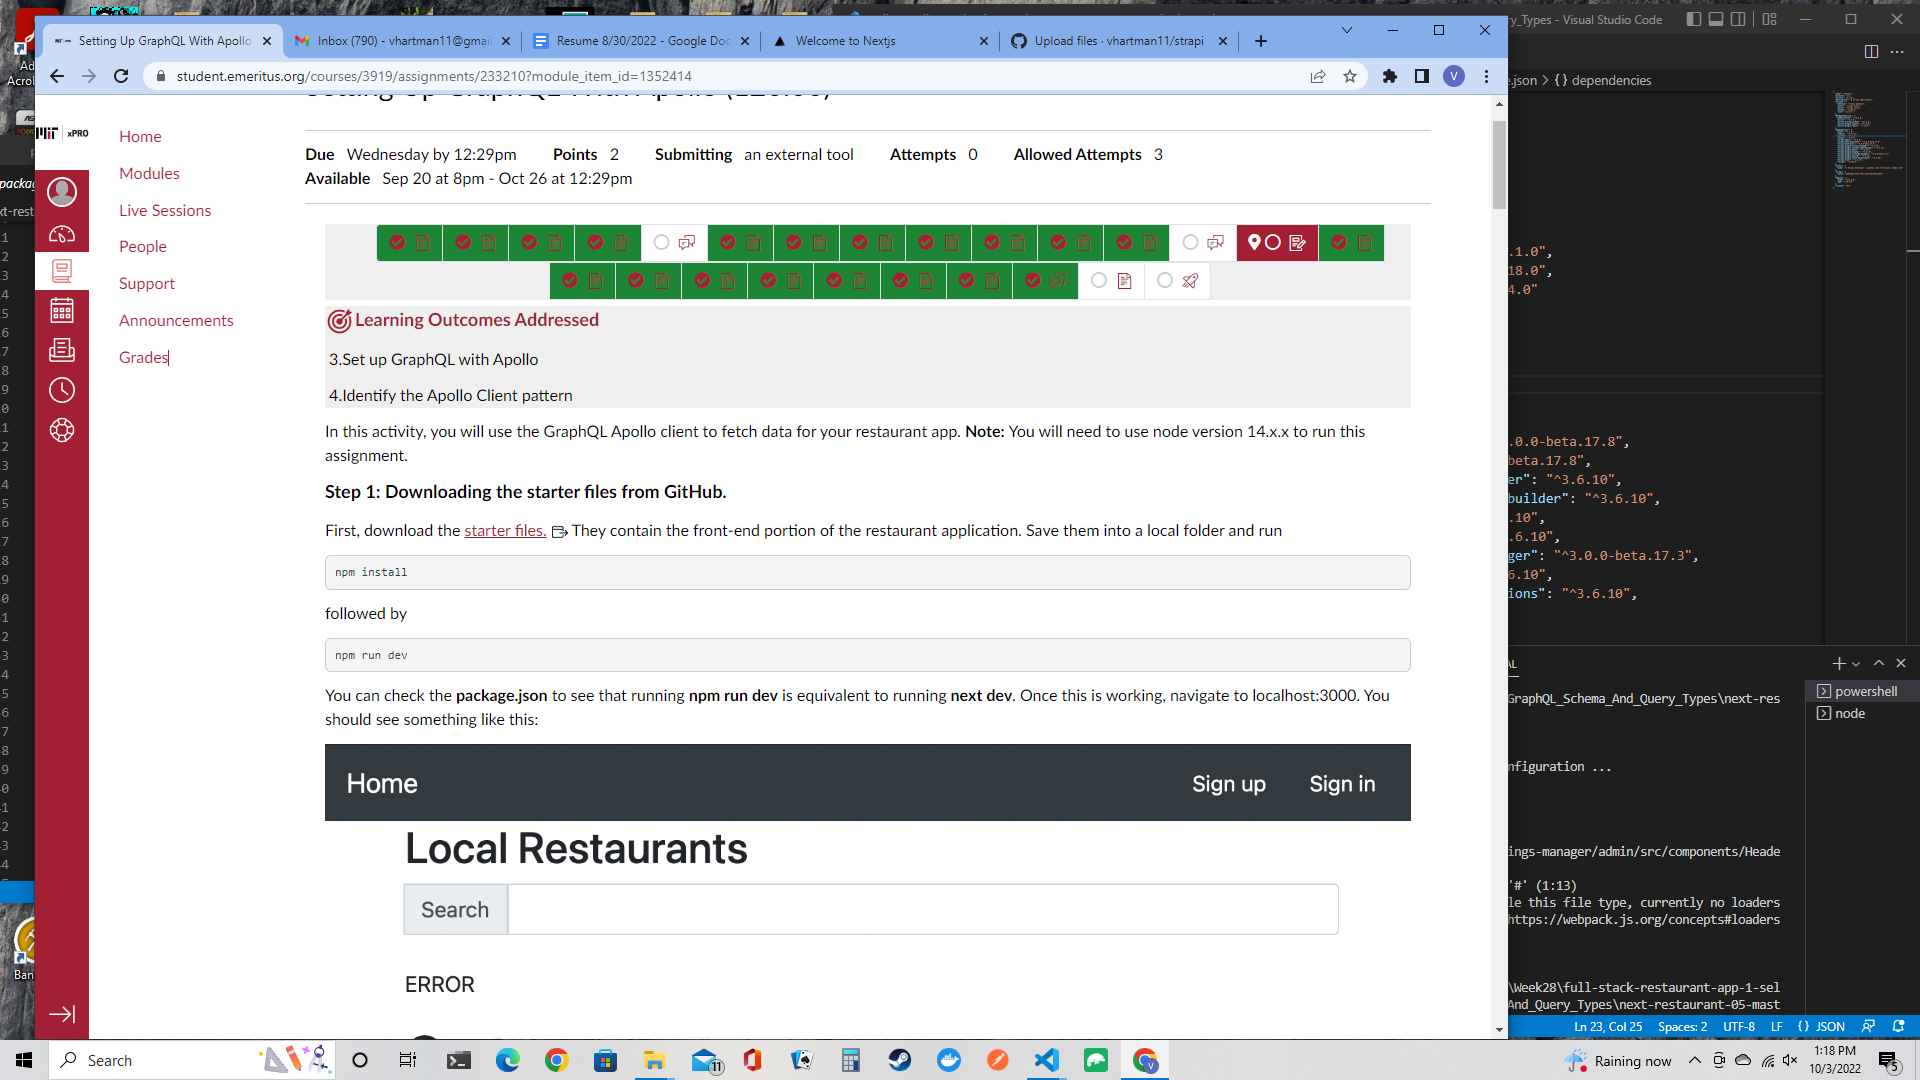 Setting Up GraphQL With Apollo
Inbox (790) - vhartman11@gmai
Resume 8/30/2022 - Google Doc
Welcome to Nextjs
Upload files · vhartman11/strapi
ry_Types - Visual Studio Code
student.emeritus.org/courses/3919/assignments/233210?module_item_id=1352414
V
e.json > {} dependencies
MIT xPRO
Home
Modules
Live Sessions
People
Support
Announcements
Grades
Due Wednesday by 12:29pm Points 2 Submitting an external tool Attempts 0 Allowed Attempts 3
Available Sep 20 at 8pm - Oct 26 at 12:29pm
Learning Outcomes Addressed
3.Set up GraphQL with Apollo
4.Identify the Apollo Client pattern
In this activity, you will use the GraphQL Apollo client to fetch data for your restaurant app. Note: You will need to use node version 14.x.x to run this
assignment.
Step 1: Downloading the starter files from GitHub.
First, download the starter files. They contain the front-end portion of the restaurant application. Save them into a local folder and run
npm install
followed by
npm run dev
You can check the package.json to see that running npm run dev is equivalent to running next dev. Once this is working, navigate to localhost:3000. You
should see something like this:
Home Sign up Sign in
Local Restaurants
Search
ERROR
.1.0",
18.0",
4.0"
.0.0-beta.17.8",
beta.17.8",
er": "^3.6.10",
builder": "^3.6.10",
.10",
.6.10",
ger": "^3.0.0-beta.17.3",
6.10",
ions": "^3.6.10",
powershell
node
GraphQL_Schema_And_Query_Types\next-res
nfiguration ...
ings-manager/admin/src/components/Heade
'#' (1:13)
le this file type, currently no loaders
https://webpack.js.org/concepts#loaders
\Week28\full-stack-restaurant-app-1-sel
And_Query_Types\next-restaurant-05-mast
Ln 23, Col 25 Spaces: 2 UTF-8 LF {} JSON
Search
11
Raining now
1:18 PM
10/3/2022
5